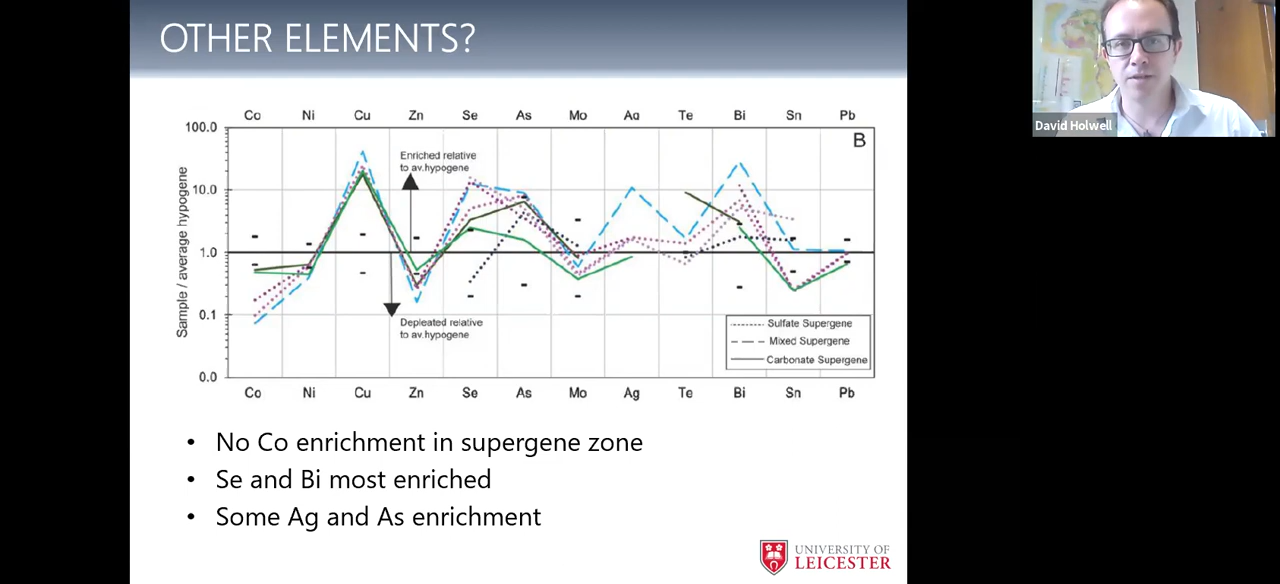 OTHER ELEMENTS?
Co Ni Cu Zn Se As Mo Ag Te Bi Sn Pb
100.0
B
Enriched relative
to av.hypogene
10.0
1.0
0.1
0.0
Sample / average hypogene
Depleated relative
to av.hypogene
Sulfate Supergene
Mixed Supergene
Carbonate Supergene
Co Ni Cu Zn Se As Mo Ag Te Bi Sn Pb
• No Co enrichment in supergene zone
• Se and Bi most enriched
• Some Ag and As enrichment
UNIVERSITY OF
LEICESTER
David Holwell